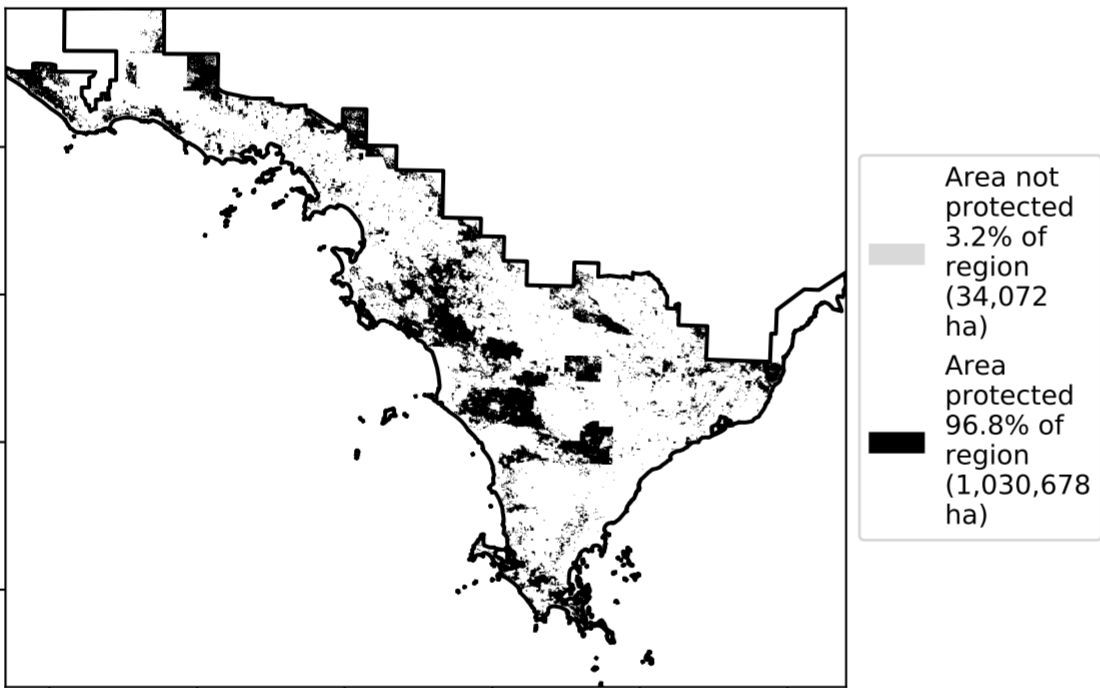 Area not
protected
3.2% of
region
(34,072
ha)
Area
protected
96.8% of
region
(1,030,678
ha)